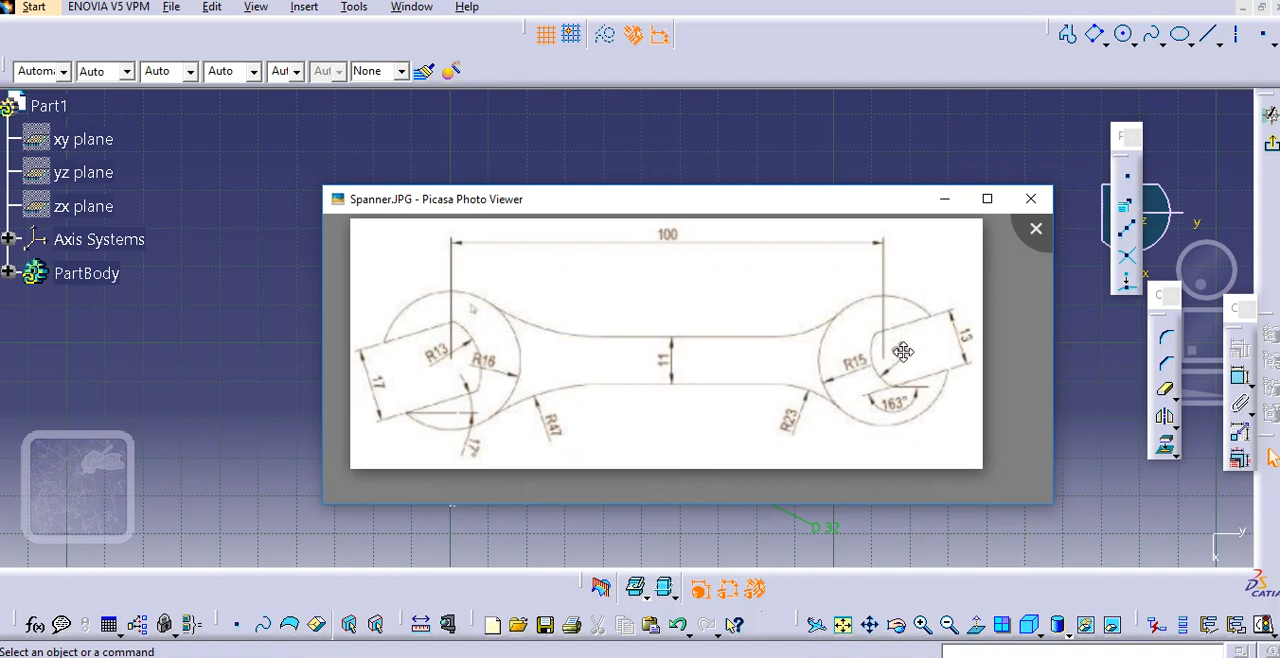 Start ENOVIA V5 VPM File Edit View Insert Tools Window Help
Autom Auto Auto Auto Aut Aut None
Part1
xy plane
yz plane
zx plane
Axis Systems
PartBody
Spanner.JPG - Picasa Photo Viewer
100
R13
R16
17
17°
R47
11
R23
R15
163°
13
P
C
C
z
y
x
D 32
y
x
CATIA
f(x)
Select an object or a command